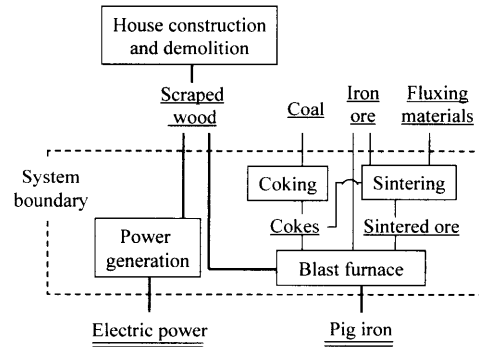 House construction
and demolition
Scraped
wood
Coal
Iron
ore
Fluxing
materials
System
boundary
Coking
Sintering
Cokes
Sintered ore
Power
generation
Blast furnace
Electric power
Pig iron